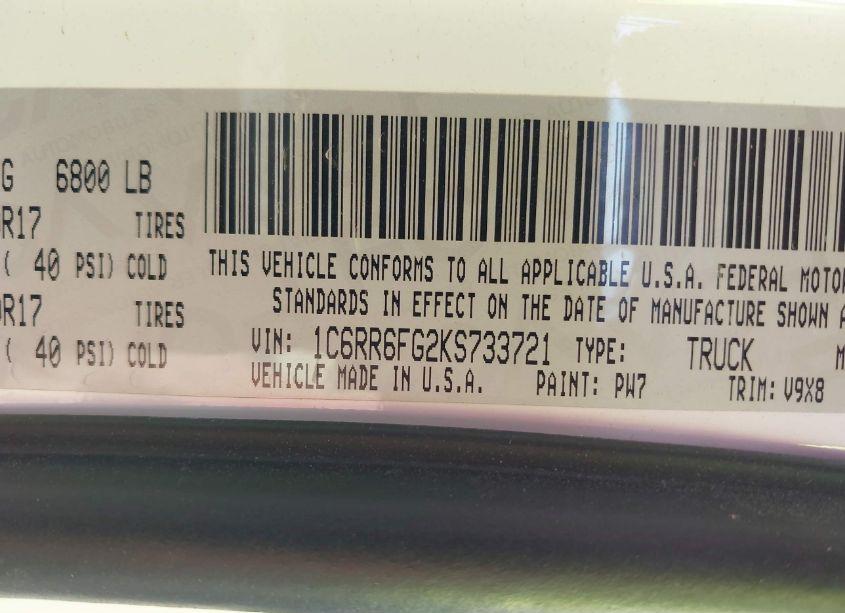 G 6800 LB
R17 TIRES
( 40 PSI) COLD
THIS VEHICLE CONFORMS TO ALL APPLICABLE U.S.A. FEDERAL MOTOR
R17 TIRES
STANDARDS IN EFFECT ON THE DATE OF MANUFACTURE SHOWN A
( 40 PSI) COLD
VIN: 1C6RR6FG2KS733721 TYPE: TRUCK M
VEHICLE MADE IN U.S.A. PAINT: PW7 TRIM: V9X8